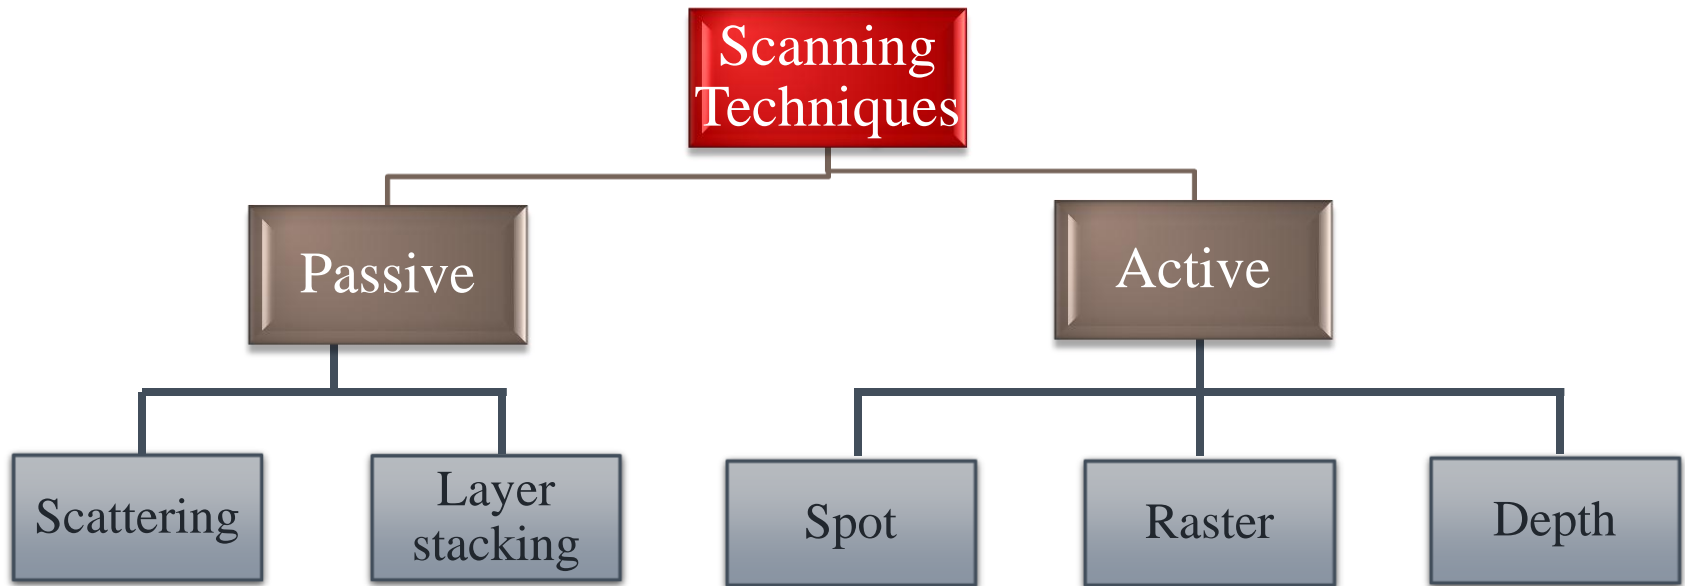 Scanning
Techniques
Passive
Active
Scattering
Layer
stacking
Spot
Raster
Depth